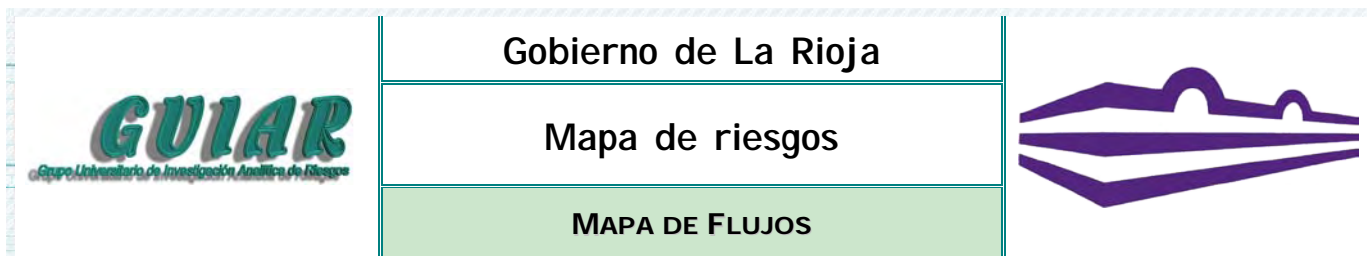 GUIAR
Grupo Universitario de Investigación Analítica de Riesgos
Gobierno de La Rioja
Mapa de riesgos
MAPA DE FLUJOS